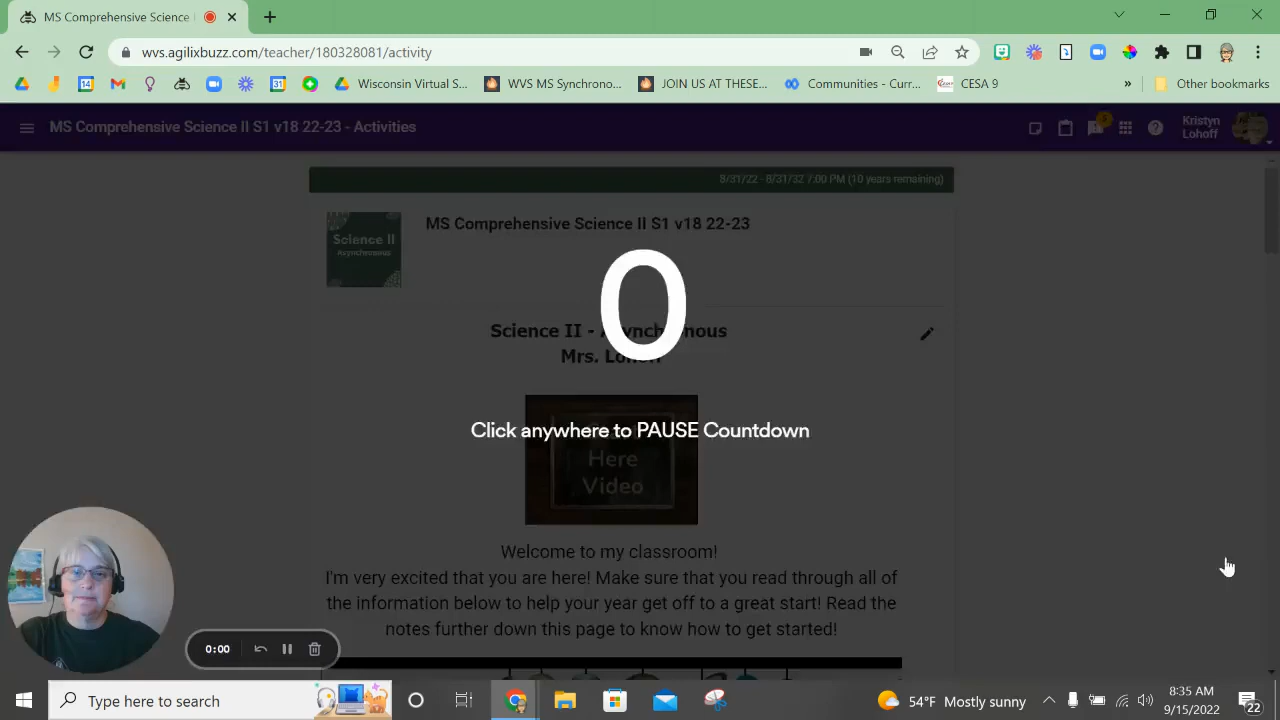 MS Comprehensive Science
wvs.agilixbuzz.com/teacher/180328081/activity
Wisconsin Virtual S...
WVS MS Synchrono...
JOIN US AT THESE...
Communities - Curr...
CESA 9
»
Other bookmarks
MS Comprehensive Science II S1 v18 22-23 - Activities
Kristyn
Lohoff
8/31/22 - 8/31/32 7:00 PM (10 years remaining)
Science II
Asynchronous
MS Comprehensive Science II S1 v18 22-23
0
Science II - Asynchronous
Mrs. Lohoff
Click anywhere to PAUSE Countdown
Here
Video
Welcome to my classroom!
I'm very excited that you are here! Make sure that you read through all of
the information below to help your year get off to a great start! Read the
notes further down this page to know how to get started!
0:00
Type here to search
54°F Mostly sunny
8:35 AM
9/15/2022
22